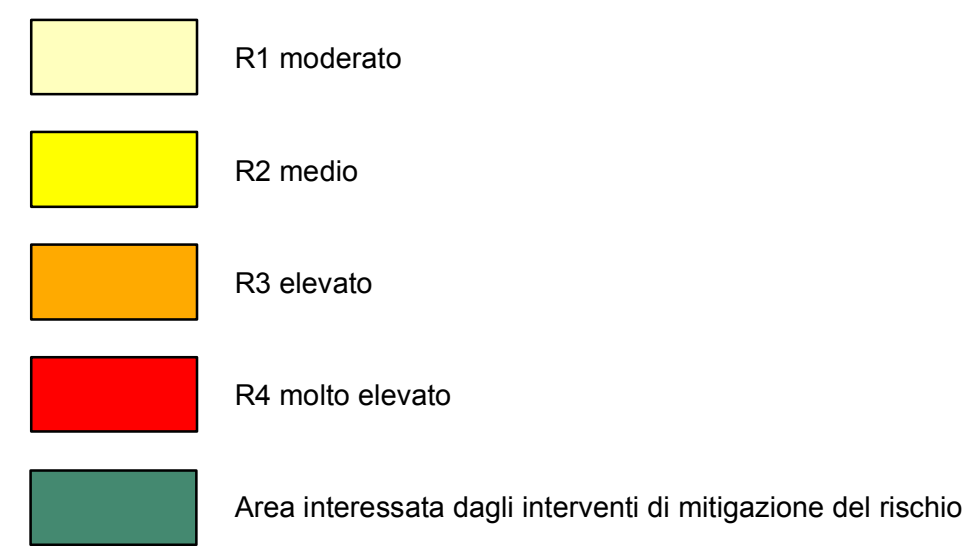 R1 moderato
R2 medio
R3 elevato
R4 molto elevato
Area interessata dagli interventi di mitigazione del rischio